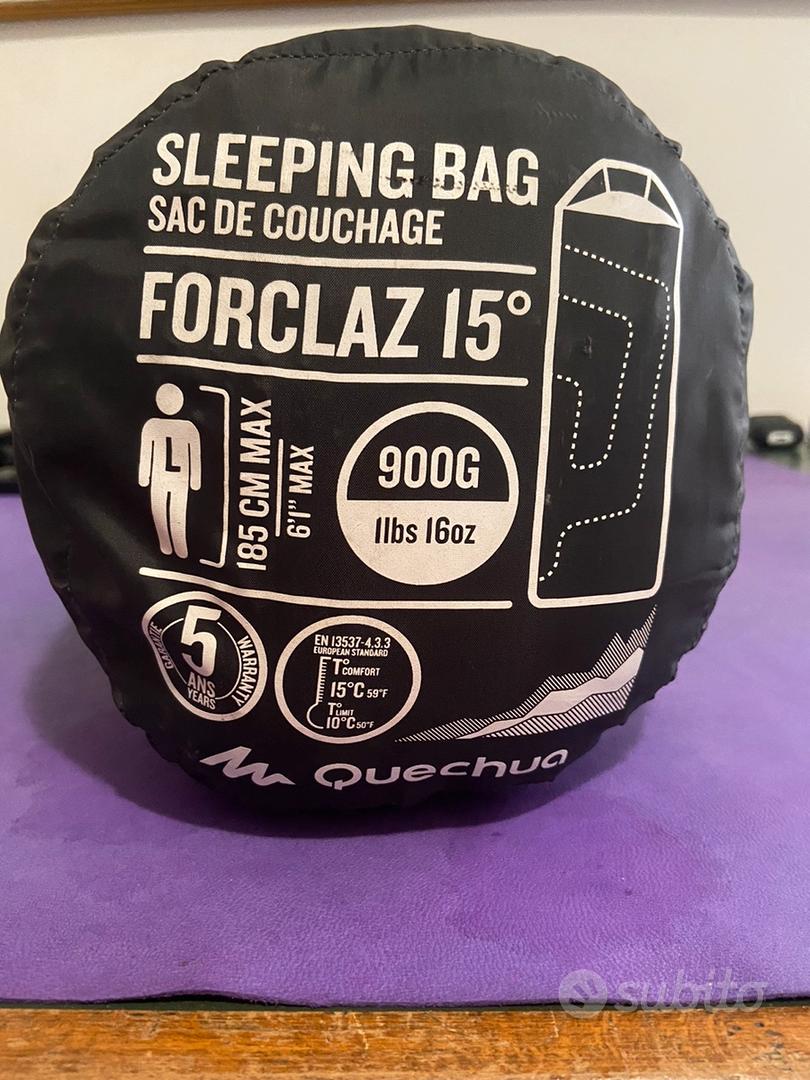 SLEEPING BAG
SAC DE COUCHAGE
FORCLAZ 15°
185 CM MAX
6'1" MAX
L
900G
1lbs 16oz
GARANTIE
5
ANS
YEARS
WARRANTY
EN 13537-4.3.3
EUROPEAN STANDARD
T° COMFORT
15°C 59°F
T° LIMIT
10°C 50°F
Quechua
subito